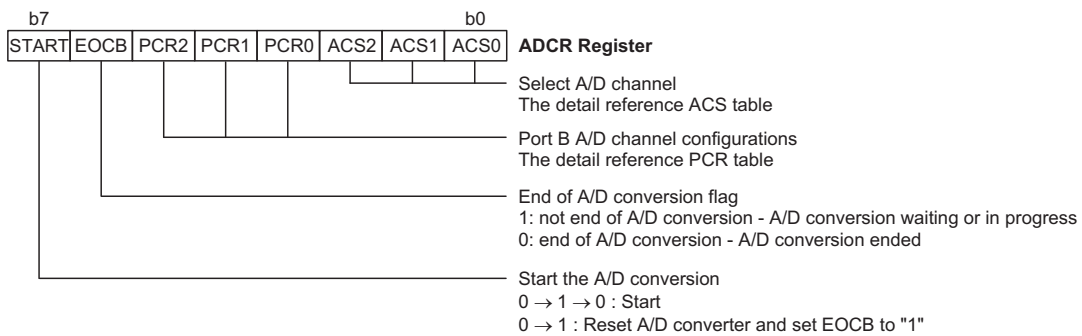 b7 b0
START EOCB PCR2 PCR1 PCR0 ACS2 ACS1 ACS0 ADCR Register
Select A/D channel
The detail reference ACS table
Port B A/D channel configurations
The detail reference PCR table
End of A/D conversion flag
1: not end of A/D conversion - A/D conversion waiting or in progress
0: end of A/D conversion - A/D conversion ended
Start the A/D conversion
0 → 1 → 0 : Start
0 → 1 : Reset A/D converter and set EOCB to "1"